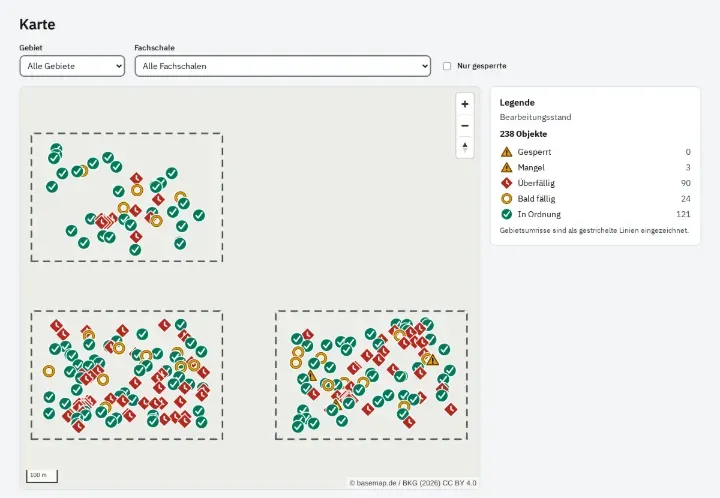 Karte
Gebiet
Fachschale
Alle Gebiete
Alle Fachschalen
Nur gesperrte
Legende
Bearbeitungsstand
238 Objekte
Gesperrt 0
Mangel 3
Überfällig 90
Bald fällig 24
In Ordnung 121
Gebietsumrisse sind als gestrichelte Linien eingezeichnet.
100 m
© basemap.de / BKG (2026) CC BY 4.0